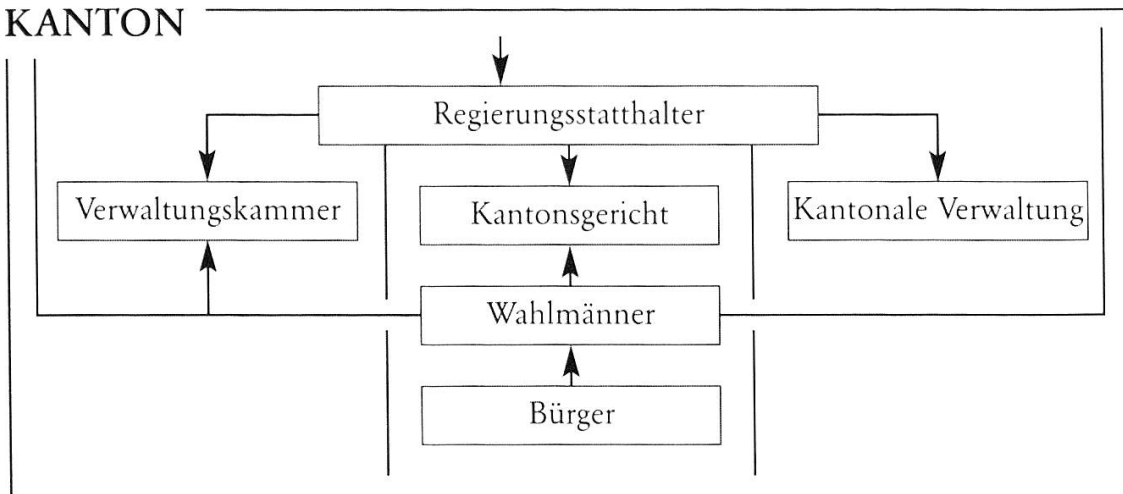 KANTON
Regierungsstatthalter
Verwaltungskammer
Kantonsgericht
Kantonale Verwaltung
Wahlmänner
Bürger